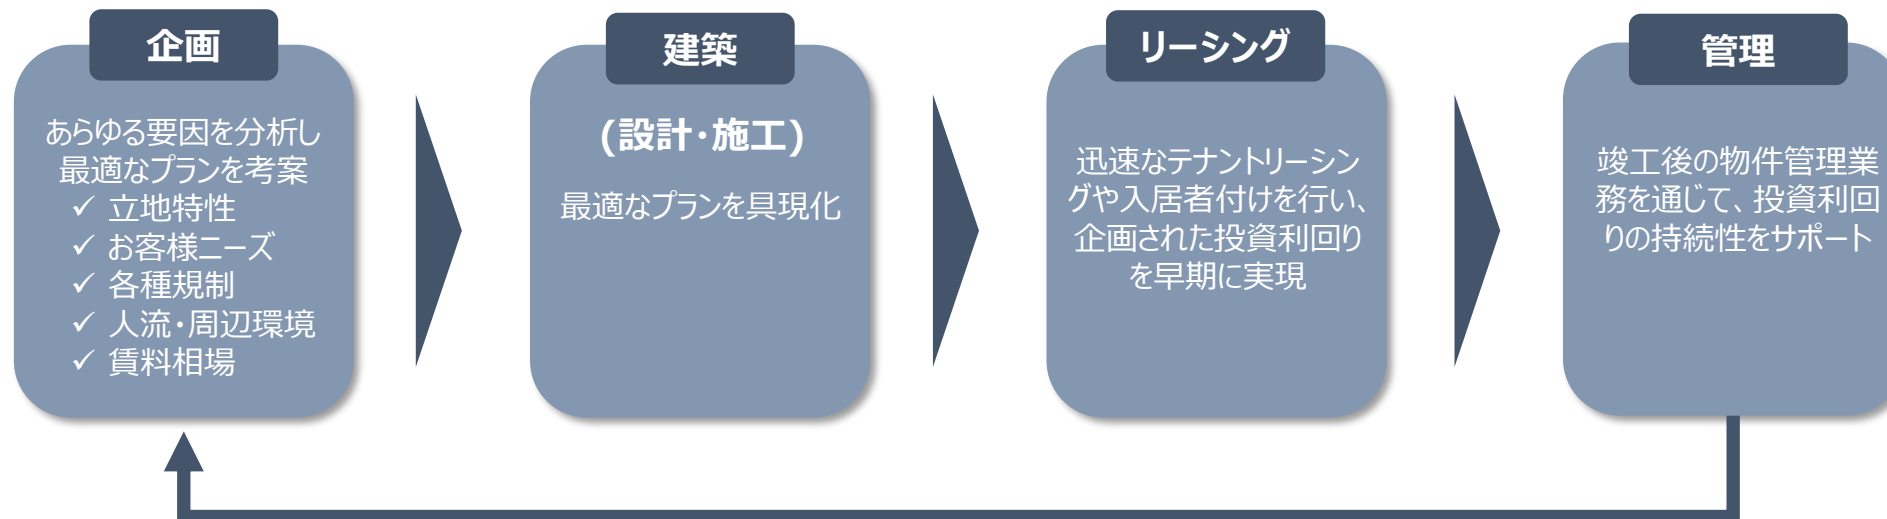 企画
あらゆる要因を分析し
最適なプランを考案
✓ 立地特性
✓ お客様ニーズ
✓ 各種規制
✓ 人流・周辺環境
✓ 賃料相場
建築
(設計・施工)
最適なプランを具現化
リーシング
迅速なテナントリーシン
グや入居者付けを行い、
企画された投資利回り
を早期に実現
管理
竣工後の物件管理業
務を通じて、投資利回
りの持続性をサポート